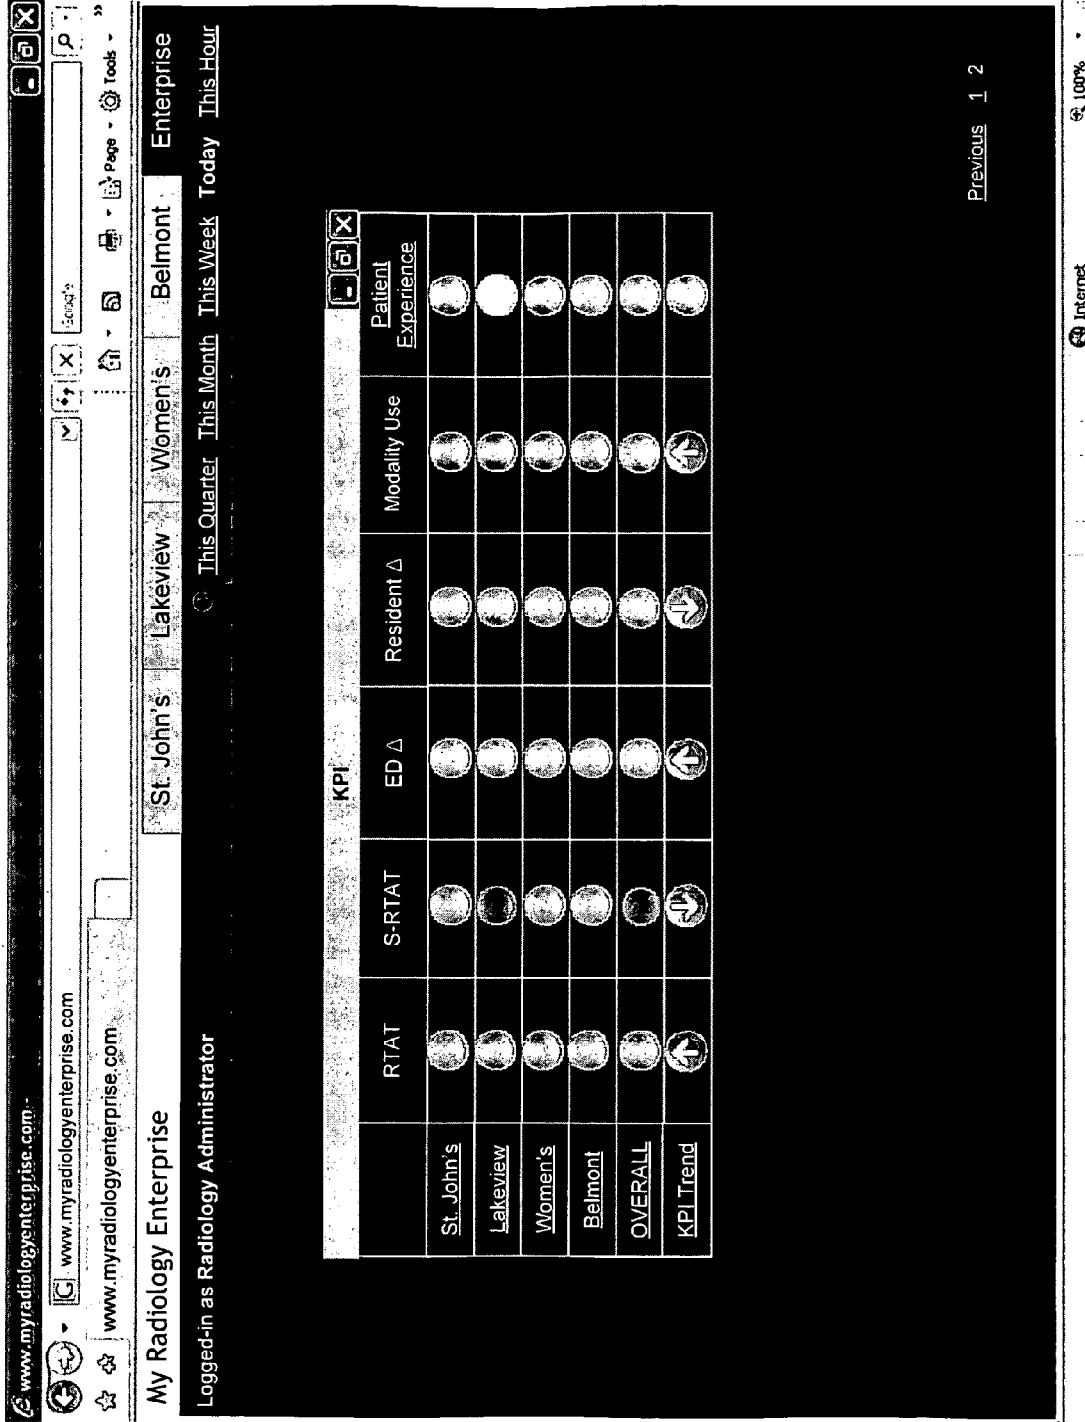 www.myradiologyenterprise.com -
www.myradiologyenterprise.com
Google
www.myradiologyenterprise.com
Page
Tools
My Radiology Enterprise
St. John's
Lakeview
Women's
Belmont
Enterprise
Logged-in as Radiology Administrator
This Quarter This Month This Week Today This Hour
KPI
RTAT S-RTAT ED Δ Resident Δ Modality Use Patient
Experience
St. John's
Lakeview
Women's
Belmont
OVERALL
KPI Trend
Previous 1 2
Internet
100%